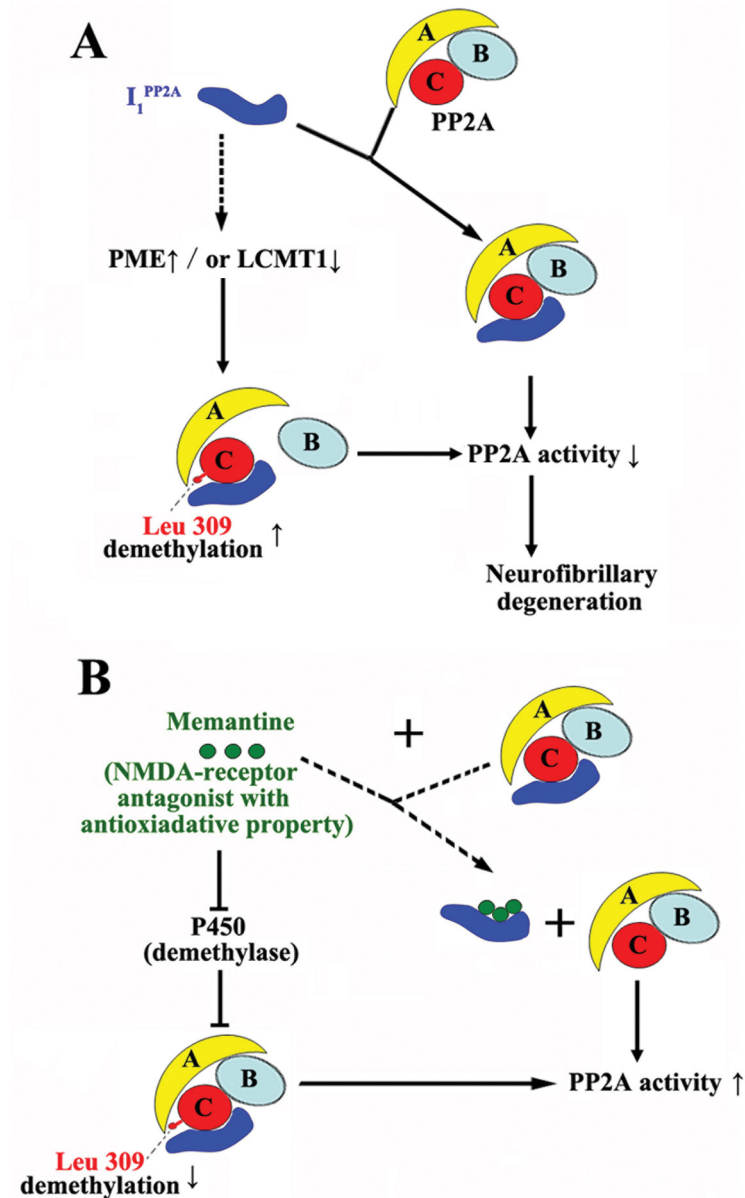 A
A
B
C
I₁ᴾᴾ²ᴬ
PP2A
A
B
C
PME↑ / or LCMT1↓
A
B
C
PP2A activity ↓
Leu 309
demethylation ↑
Neurofibrillary
degeneration
B
Memantine
(NMDA-receptor
antagonist with
antioxiadative property)
+
A
B
C
P450
(demethylase)
+
A
B
C
A
B
C
PP2A activity ↑
Leu 309
demethylation ↓